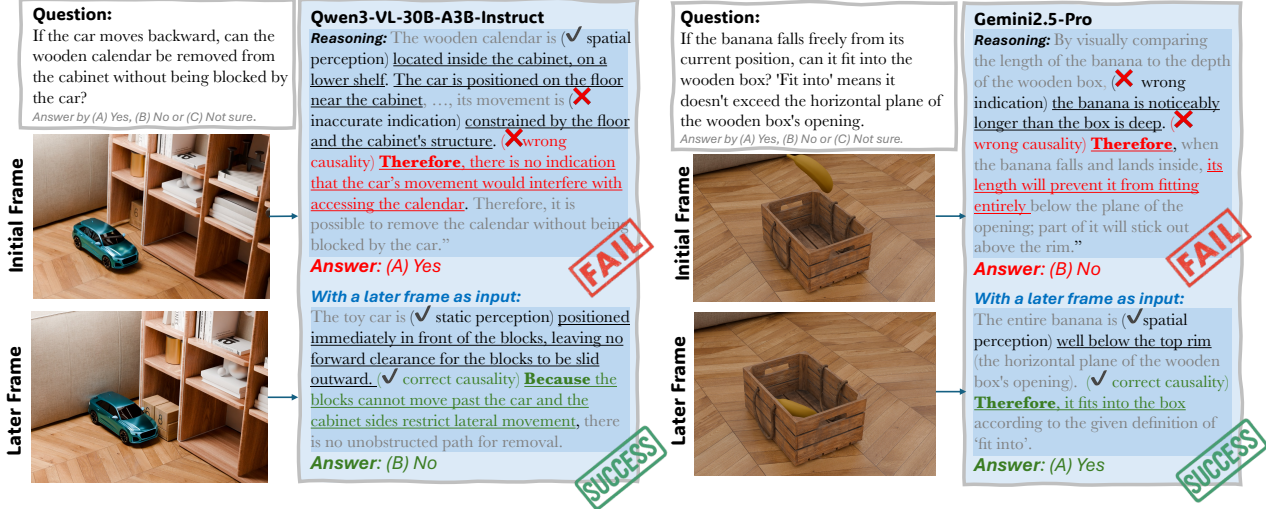 Question:
If the car moves backward, can the
wooden calendar be removed from
the cabinet without being blocked by
the car?
Answer by (A) Yes, (B) No or (C) Not sure.
Initial Frame
Later Frame
Qwen3-VL-30B-A3B-Instruct
Reasoning: The wooden calendar is (✔ spatial
perception) located inside the cabinet, on a
lower shelf. The car is positioned on the floor
near the cabinet, …, its movement is (❌
inaccurate indication) constrained by the floor
and the cabinet's structure. (❌wrong
causality) Therefore, there is no indication
that the car's movement would interfere with
accessing the calendar. Therefore, it is
possible to remove the calendar without being
blocked by the car.”
Answer: (A) Yes
FAIL
With a later frame as input:
The toy car is (✔ static perception) positioned
immediately in front of the blocks, leaving no
forward clearance for the blocks to be slid
outward. (✔ correct causality) Because the
blocks cannot move past the car and the
cabinet sides restrict lateral movement, there
is no unobstructed path for removal.
Answer: (B) No
SUCCESS
Question:
If the banana falls freely from its
current position, can it fit into the
wooden box? 'Fit into' means it
doesn't exceed the horizontal plane of
the wooden box's opening.
Answer by (A) Yes, (B) No or (C) Not sure.
Initial Frame
Later Frame
Gemini2.5-Pro
Reasoning: By visually comparing
the length of the banana to the depth
of the wooden box, (❌ wrong
indication) the banana is noticeably
longer than the box is deep. (❌
wrong causality) Therefore, when
the banana falls and lands inside, its
length will prevent it from fitting
entirely below the plane of the
opening; part of it will stick out
above the rim.”
Answer: (B) No
FAIL
With a later frame as input:
The entire banana is (✔spatial
perception) well below the top rim
(the horizontal plane of the wooden
box's opening). (✔ correct causality)
Therefore, it fits into the box
according to the given definition of
‘fit into’.
Answer: (A) Yes
SUCCESS